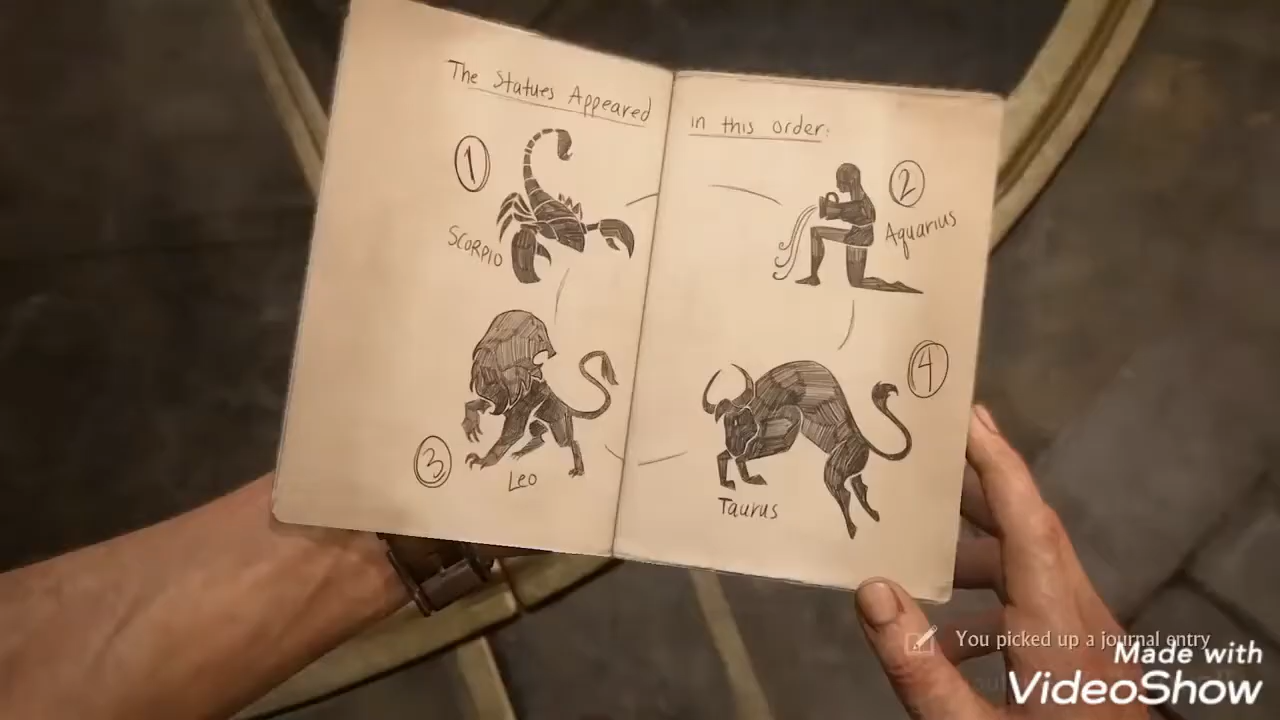 The Statues Appeared
in this order:
1
SCORPIO
2
Aquarius
3
Leo
4
Taurus
You picked up a journal entry
Made with
VideoShow